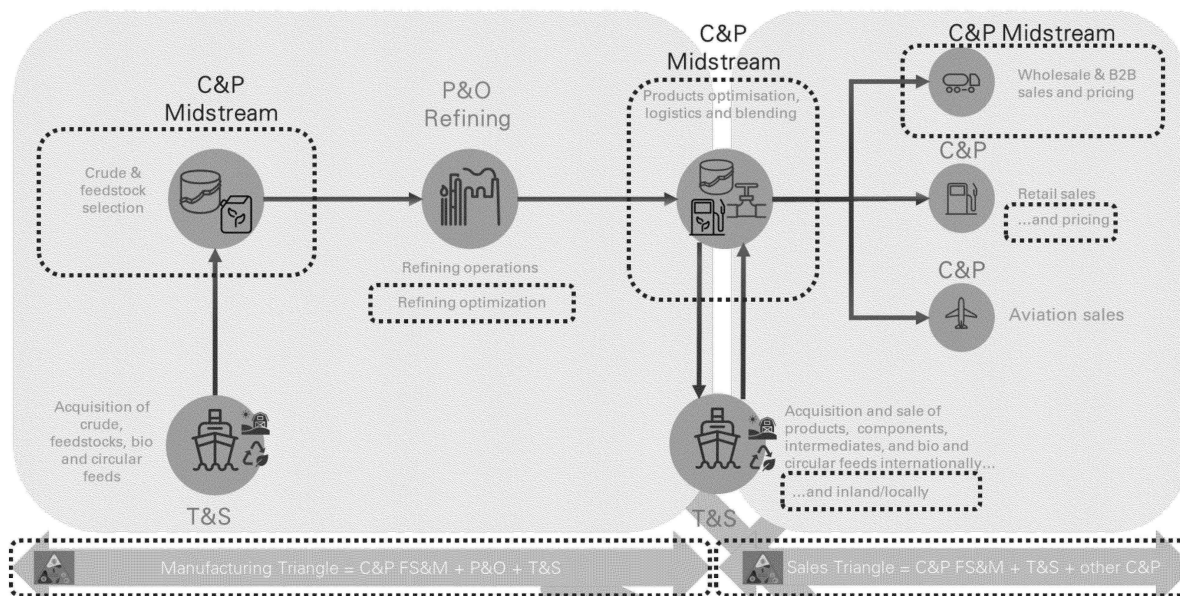 C&P
Midstream
Crude &
feedstock
selection
P&O
Refining
Refining operations
Refining optimization
Acquisition of
crude,
feedstocks, bio
and circular
feeds
T&S
C&P
Midstream
Products optimisation,
logistics and blending
C&P Midstream
Wholesale & B2B
sales and pricing
C&P
Retail sales
...and pricing
C&P
Aviation sales
Acquisition and sale of
products, components,
intermediates, and bio and
circular feeds internationally...
...and inland/locally
T&S
Manufacturing Triangle = C&P FS&M + P&O + T&S
Sales Triangle = C&P FS&M + T&S + other C&P